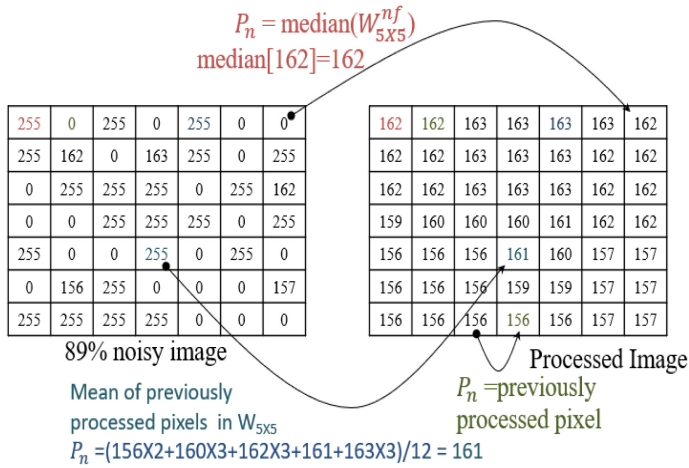 Pn = median(W5X5^nf)
median[162]=162
255 0 255 0 255 0 0
255 162 0 163 255 0 255
0 255 255 255 0 255 162
0 0 255 255 255 0 255
255 0 0 255 0 255 0
0 156 255 0 0 0 157
255 255 255 255 0 0 0
162 162 163 163 163 163 162
162 162 163 163 163 162 162
162 162 163 163 163 162 162
159 160 160 160 161 162 162
156 156 156 161 160 157 157
156 156 156 159 159 157 157
156 156 156 156 156 157 157
89% noisy image
Processed Image
Mean of previously
processed pixels in W5X5
Pn =(156X2+160X3+162X3+161+163X3)/12 = 161
Pn =previously
processed pixel